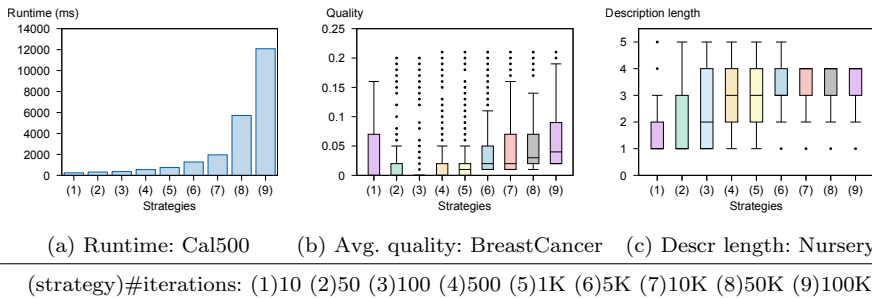 Runtime (ms)
14000
12000
10000
8000
6000
4000
2000
0
(1) (2) (3) (4) (5) (6) (7) (8) (9)
Strategies
Quality
0.25
0.2
0.15
0.1
0.05
0
(1) (2) (3) (4) (5) (6) (7) (8) (9)
Strategies
Description length
5
4
3
2
1
0
(1) (2) (3) (4) (5) (6) (7) (8) (9)
Strategies
(a) Runtime: Cal500 (b) Avg. quality: BreastCancer (c) Descr length: Nursery
(strategy)#iterations: (1)10 (2)50 (3)100 (4)500 (5)1K (6)5K (7)10K (8)50K (9)100K